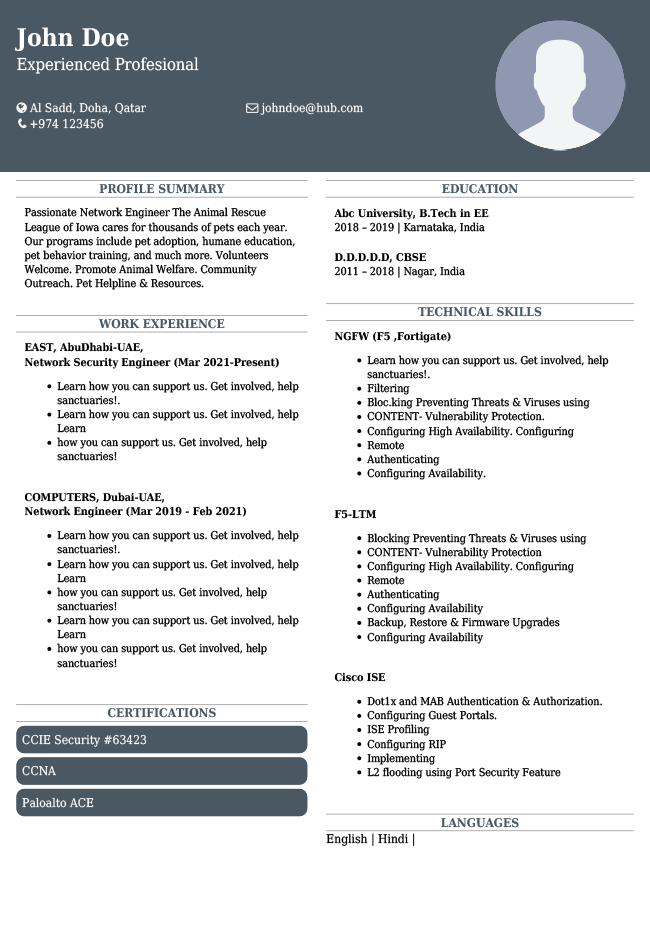 John Doe
Experienced Profesional
Al Sadd, Doha, Qatar
johndoe@hub.com
+974 123456
PROFILE SUMMARY
Passionate Network Engineer The Animal Rescue
League of Iowa cares for thousands of pets each year.
Our programs include pet adoption, humane education,
pet behavior training, and much more. Volunteers
Welcome. Promote Animal Welfare. Community
Outreach. Pet Helpline & Resources.
WORK EXPERIENCE
EAST, AbuDhabi-UAE,
Network Security Engineer (Mar 2021-Present)
• Learn how you can support us. Get involved, help
sanctuaries!.
• Learn how you can support us. Get involved, help
Learn
• how you can support us. Get involved, help
sanctuaries!
COMPUTERS, Dubai-UAE,
Network Engineer (Mar 2019 - Feb 2021)
• Learn how you can support us. Get involved, help
sanctuaries!.
• Learn how you can support us. Get involved, help
Learn
• how you can support us. Get involved, help
sanctuaries!
• Learn how you can support us. Get involved, help
Learn
• how you can support us. Get involved, help
sanctuaries!
CERTIFICATIONS
CCIE Security #63423
CCNA
Paloalto ACE
EDUCATION
Abc University, B.Tech in EE
2018 – 2019 | Karnataka, India
D.D.D.D.D, CBSE
2011 – 2018 | Nagar, India
TECHNICAL SKILLS
NGFW (F5 ,Fortigate)
• Learn how you can support us. Get involved, help
sanctuaries!.
• Filtering
• Bloc.king Preventing Threats & Viruses using
• CONTENT- Vulnerability Protection.
• Configuring High Availability. Configuring
• Remote
• Authenticating
• Configuring Availability.
F5-LTM
• Blocking Preventing Threats & Viruses using
• CONTENT- Vulnerability Protection
• Configuring High Availability. Configuring
• Remote
• Authenticating
• Configuring Availability
• Backup, Restore & Firmware Upgrades
• Configuring Availability
Cisco ISE
• Dot1x and MAB Authentication & Authorization.
• Configuring Guest Portals.
• ISE Profiling
• Configuring RIP
• Implementing
• L2 flooding using Port Security Feature
LANGUAGES
English | Hindi |